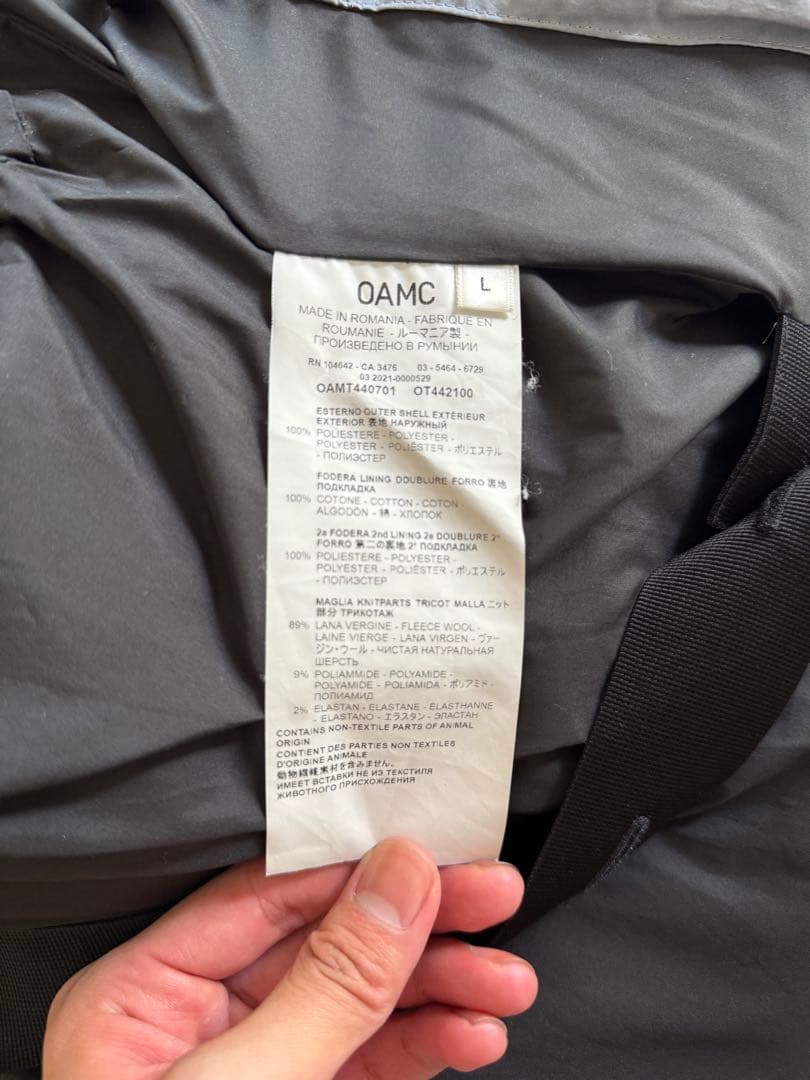 OAMC
L
MADE IN ROMANIA - FABRIQUE EN
ROUMANIE - ルーマニア製 -
ПРОИЗВЕДЕНО В РУМЫНИИ
RN 104642 - CA 3476 03 - 5464 - 6729
03 2021-0000529
OAMT440701 OT442100
ESTERNO OUTER SHELL EXTÉRIEUR
EXTERIOR 表地 НАРУЖНЫЙ
100% POLIESTERE - POLYESTER -
POLYESTER - POLIÉSTER - ポリエステル
- ПОЛИЭСТЕР
FODERA LINING DOUBLURE FORRO 裏地
ПОДКЛАДКА
100% COTONE - COTTON - COTON -
ALGODÓN - 綿 - ХЛОПОК
2a FODERA 2nd LINING 2e DOUBLURE 2°
FORRO 第二の裏地 2° ПОДКЛАДКА
100% POLIESTERE - POLYESTER -
POLYESTER - POLIÉSTER - ポリエステル
- ПОЛИЭСТЕР
MAGLIA KNITPARTS TRICOT MALLA ニット
部分 ТРИКОТАЖ
89% LANA VERGINE - FLEECE WOOL -
LAINE VIERGE - LANA VIRGEN - ヴァー
ジン・ウール - ЧИСТАЯ НАТУРАЛЬНАЯ
ШЕРСТЬ
9% POLIAMMIDE - POLYAMIDE -
POLYAMIDE - POLIAMIDA - ポリアミド -
ПОЛИАМИД
2% ELASTAN - ELASTANE - ÉLASTHANNE
- ELASTANO - エラスタン - ЭЛАСТАН
CONTAINS NON-TEXTILE PARTS OF ANIMAL
ORIGIN
CONTIENT DES PARTIES NON TEXTILES
D'ORIGINE ANIMALE
動物繊維素材を含みません。
ИМЕЕТ ВСТАВКИ НЕ ИЗ ТЕКСТИЛЯ
ЖИВОТНОГО ПРОИСХОЖДЕНИЯ